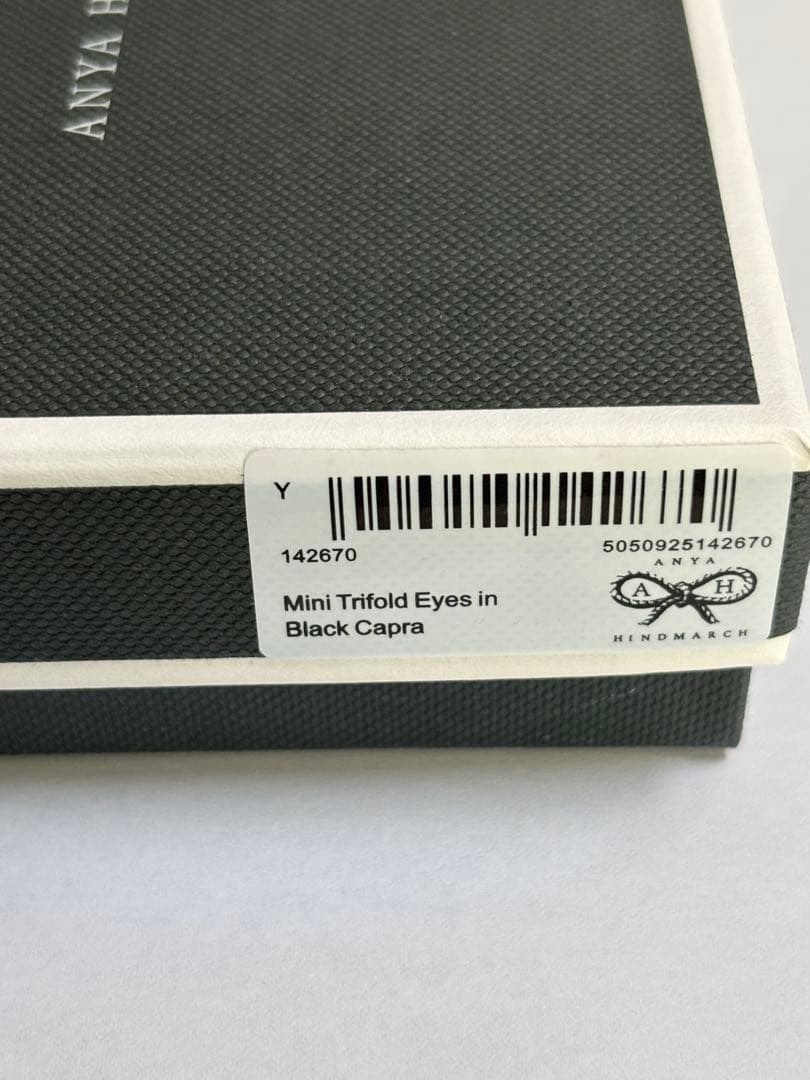 ANYA H
Y
142670
5050925142670
Mini Trifold Eyes in
Black Capra
ANYA
A H
HINDMARCH